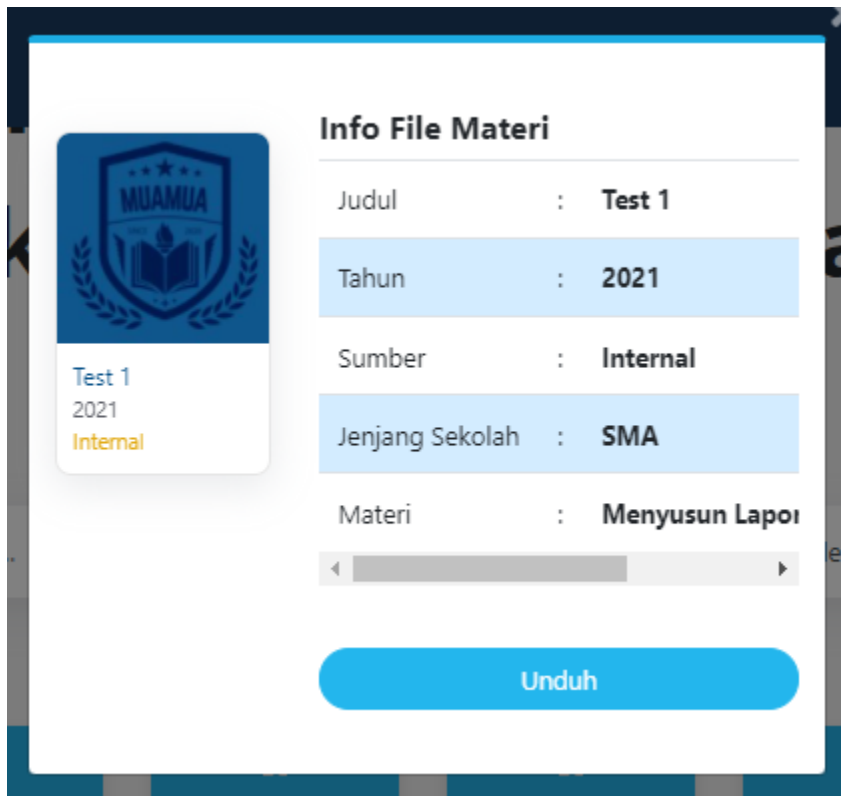 MUAMUA
Test 1
2021
Internal
Info File Materi
Judul : Test 1
Tahun : 2021
Sumber : Internal
Jenjang Sekolah : SMA
Materi : Menyusun Lapor
Unduh